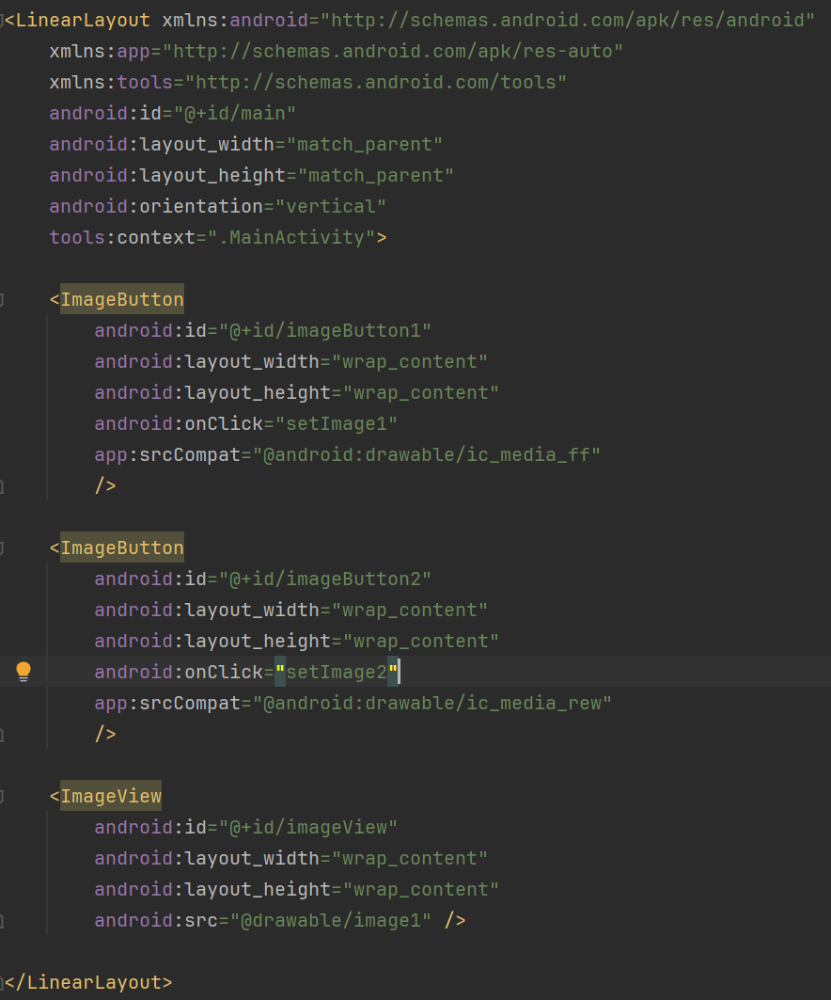 <LinearLayout xmlns:android="http://schemas.android.com/apk/res/android"
    xmlns:app="http://schemas.android.com/apk/res-auto"
    xmlns:tools="http://schemas.android.com/tools"
    android:id="@+id/main"
    android:layout_width="match_parent"
    android:layout_height="match_parent"
    android:orientation="vertical"
    tools:context=".MainActivity">

    <ImageButton
        android:id="@+id/imageButton1"
        android:layout_width="wrap_content"
        android:layout_height="wrap_content"
        android:onClick="setImage1"
        app:srcCompat="@android:drawable/ic_media_ff"
        />

    <ImageButton
        android:id="@+id/imageButton2"
        android:layout_width="wrap_content"
        android:layout_height="wrap_content"
        android:onClick="setImage2"
        app:srcCompat="@android:drawable/ic_media_rew"
        />

    <ImageView
        android:id="@+id/imageView"
        android:layout_width="wrap_content"
        android:layout_height="wrap_content"
        android:src="@drawable/image1" />

</LinearLayout>